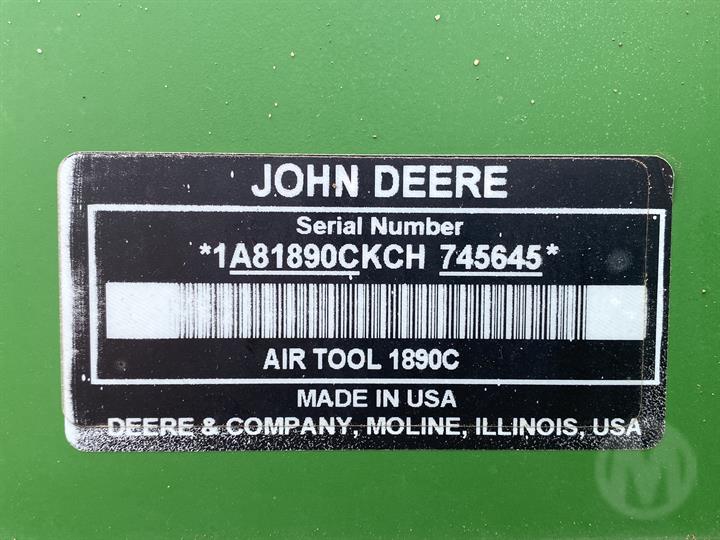 JOHN DEERE
Serial Number
*1A81890CKCH 745645*
AIR TOOL 1890C
MADE IN USA
DEERE & COMPANY, MOLINE, ILLINOIS, USA
M